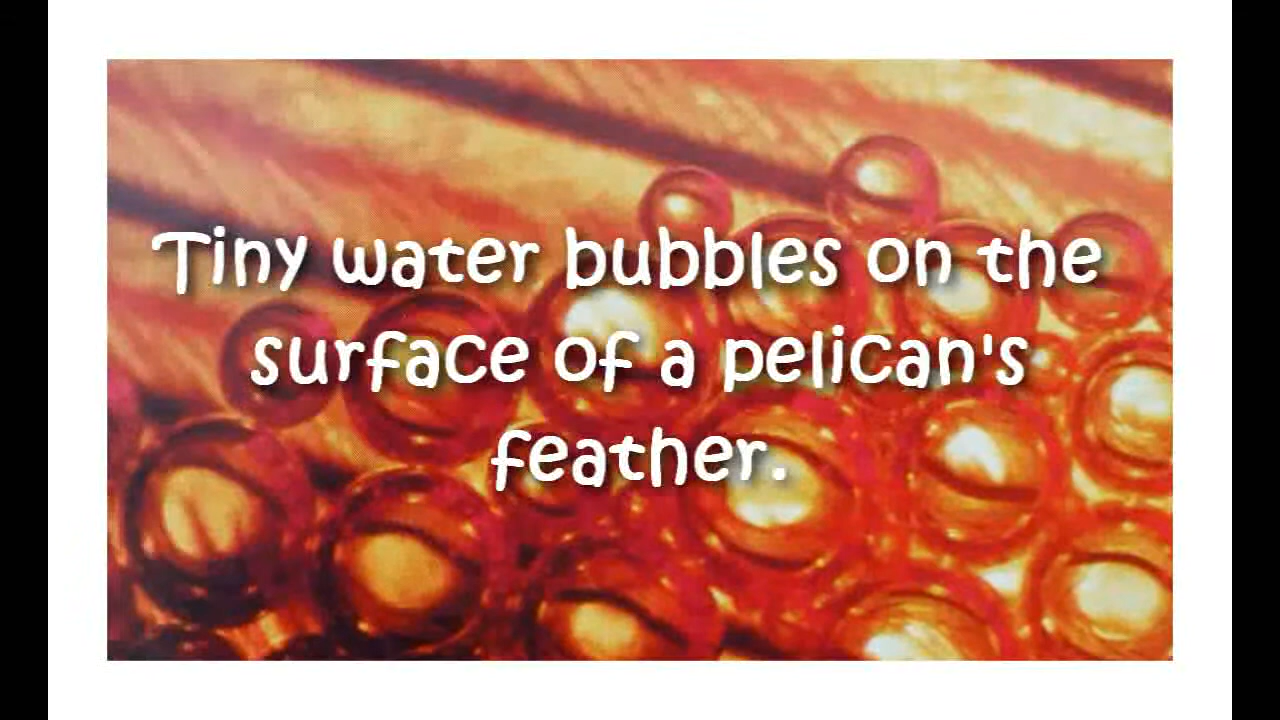 Tiny water bubbles on the
surface of a pelican's
feather.